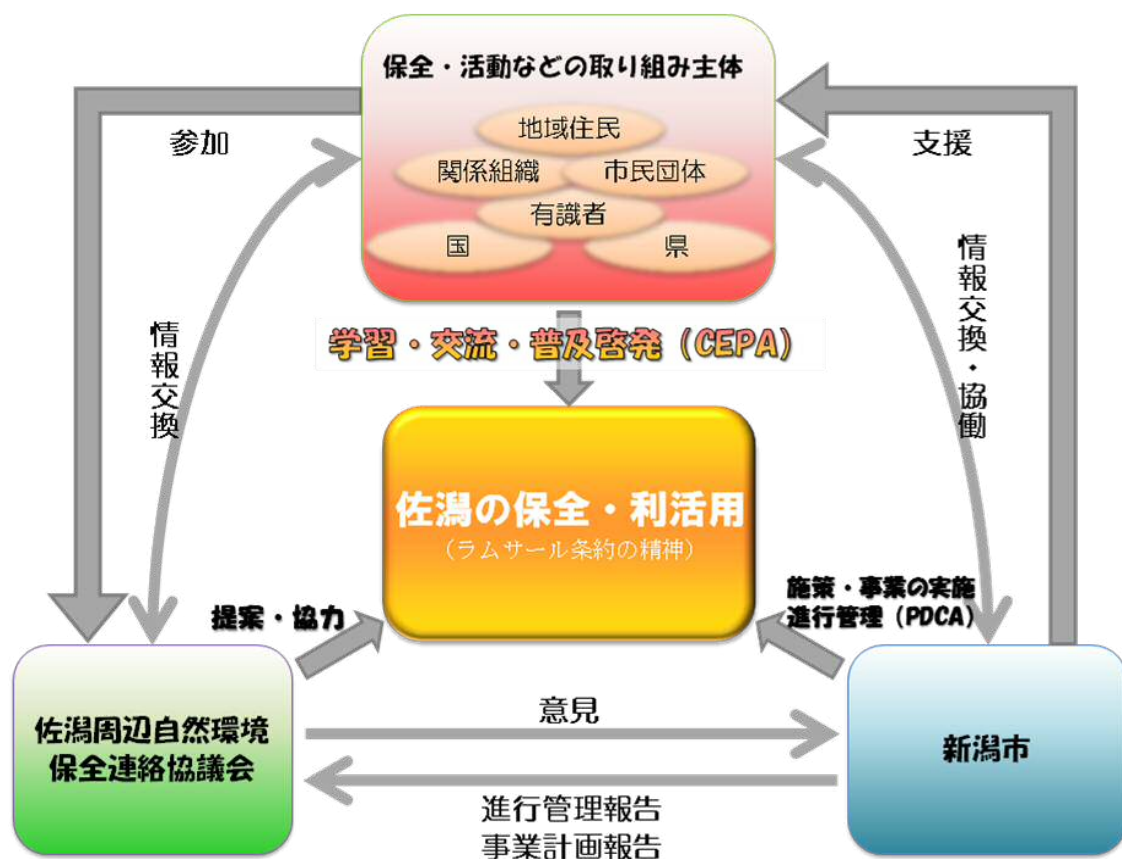 保全・活動などの取り組み主体
地域住民
関係組織
市民団体
有識者
国
県
参加
支援
情報交換
情報交換・協働
学習・交流・普及啓発（CEPA）
佐潟の保全・利活用
（ラムサール条約の精神）
提案・協力
施策・事業の実施
進行管理（PDCA）
佐潟周辺自然環境
保全連絡協議会
意見
新潟市
進行管理報告
事業計画報告